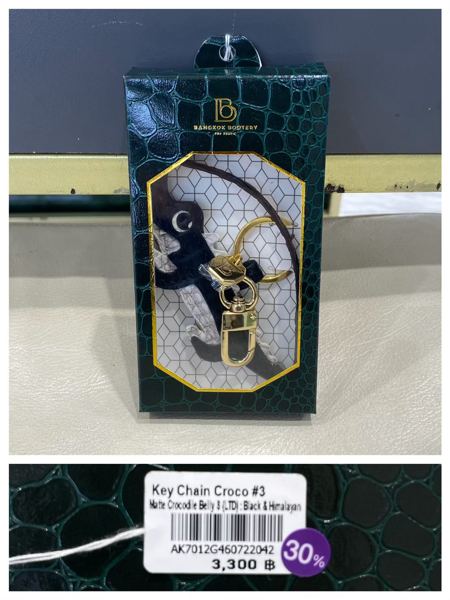 B
BANGKOK BOOTERY
Key Chain Croco #3
Matte Crocodile Belly 3 (LTD) : Black & Himalayan
AK7012G460722042
3,300 ฿
30%